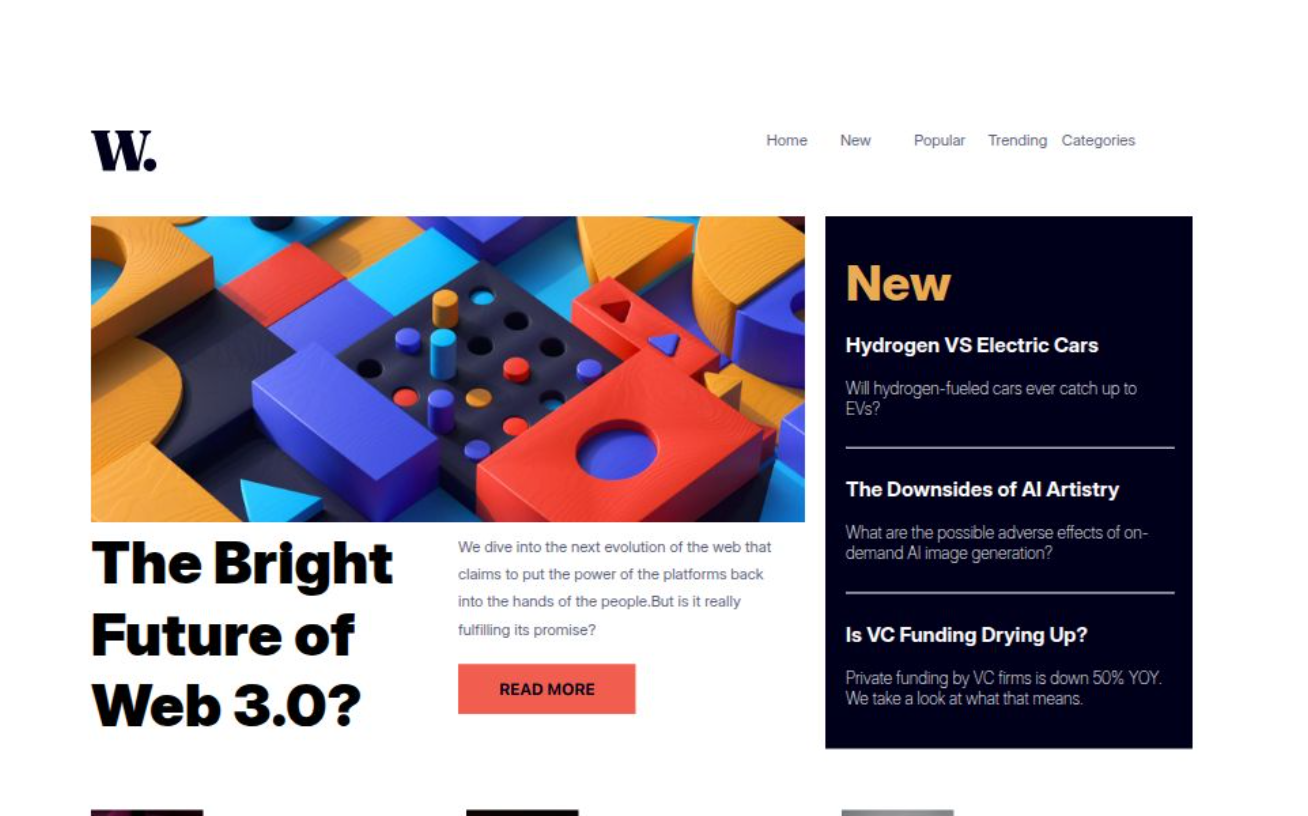 W.
Home New Popular Trending Categories
The Bright
Future of
Web 3.0?
We dive into the next evolution of the web that
claims to put the power of the platforms back
into the hands of the people.But is it really
fulfilling its promise?
READ MORE
New
Hydrogen VS Electric Cars
Will hydrogen-fueled cars ever catch up to
EVs?
The Downsides of AI Artistry
What are the possible adverse effects of on-
demand AI image generation?
Is VC Funding Drying Up?
Private funding by VC firms is down 50% YOY.
We take a look at what that means.